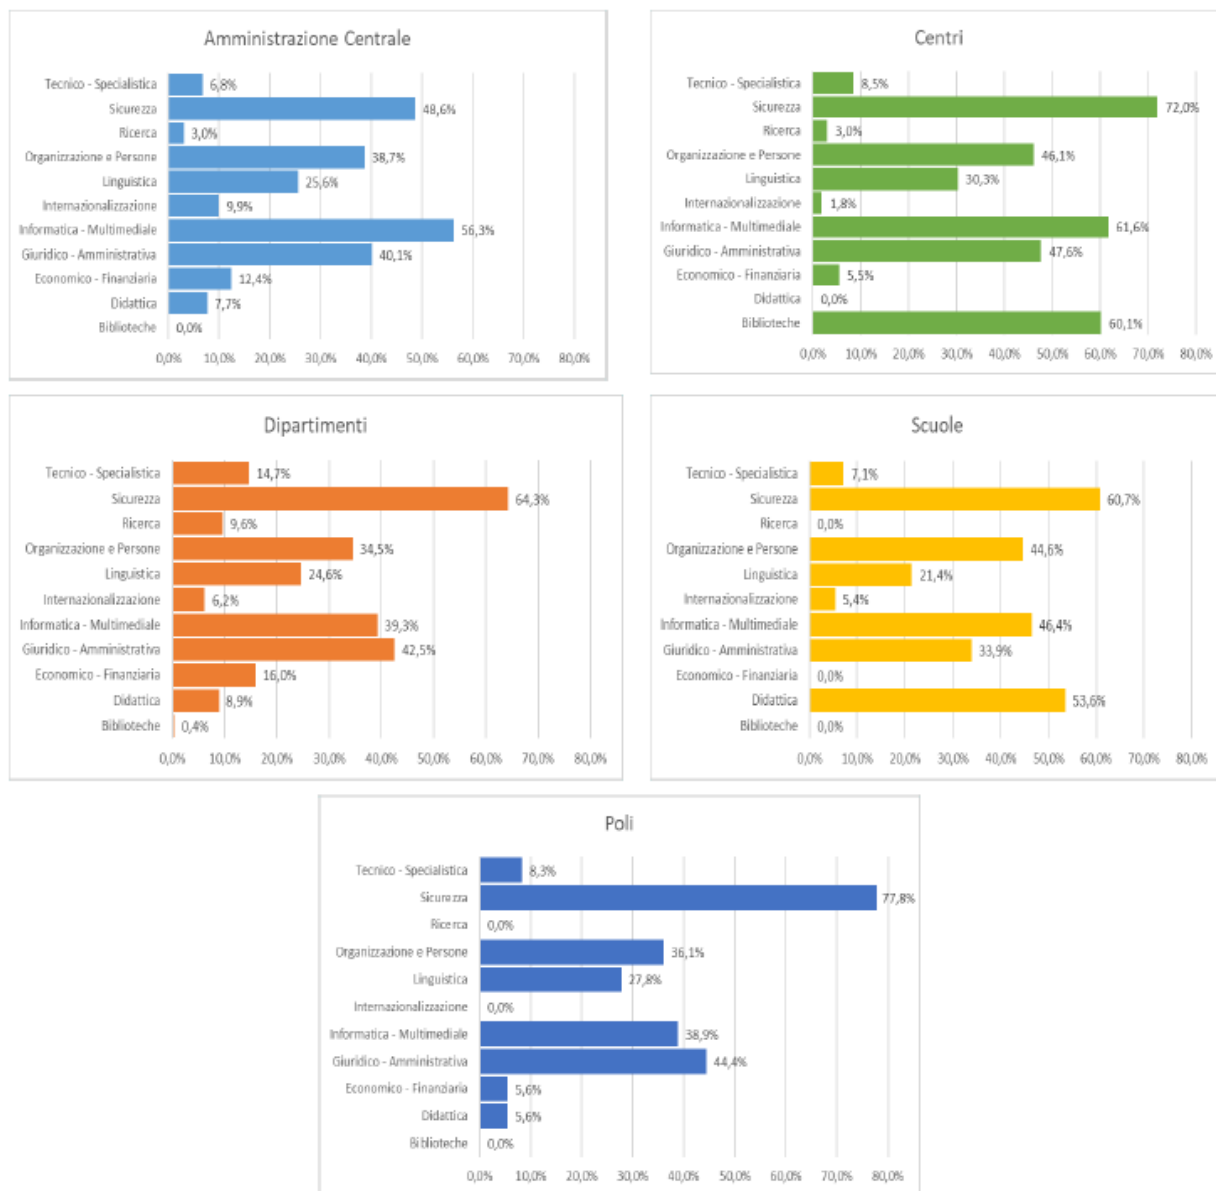 Amministrazione Centrale
Tecnico - Specialistica 6,8%
Sicurezza 48,6%
Ricerca 3,0%
Organizzazione e Persone 38,7%
Linguistica 25,6%
Internazionalizzazione 9,9%
Informatica - Multimediale 56,3%
Giuridico - Amministrativa 40,1%
Economico - Finanziaria 12,4%
Didattica 7,7%
Biblioteche 0,0%
0,0% 10,0% 20,0% 30,0% 40,0% 50,0% 60,0% 70,0% 80,0%
Centri
Tecnico - Specialistica 8,5%
Sicurezza 72,0%
Ricerca 3,0%
Organizzazione e Persone 46,1%
Linguistica 30,3%
Internazionalizzazione 1,8%
Informatica - Multimediale 61,6%
Giuridico - Amministrativa 47,6%
Economico - Finanziaria 5,5%
Didattica 0,0%
Biblioteche 60,1%
0,0% 10,0% 20,0% 30,0% 40,0% 50,0% 60,0% 70,0% 80,0%
Dipartimenti
Tecnico - Specialistica 14,7%
Sicurezza 64,3%
Ricerca 9,6%
Organizzazione e Persone 34,5%
Linguistica 24,6%
Internazionalizzazione 6,2%
Informatica - Multimediale 39,3%
Giuridico - Amministrativa 42,5%
Economico - Finanziaria 16,0%
Didattica 8,9%
Biblioteche 0,4%
0,0% 10,0% 20,0% 30,0% 40,0% 50,0% 60,0% 70,0% 80,0%
Scuole
Tecnico - Specialistica 7,1%
Sicurezza 60,7%
Ricerca 0,0%
Organizzazione e Persone 44,6%
Linguistica 21,4%
Internazionalizzazione 5,4%
Informatica - Multimediale 46,4%
Giuridico - Amministrativa 33,9%
Economico - Finanziaria 0,0%
Didattica 53,6%
Biblioteche 0,0%
0,0% 10,0% 20,0% 30,0% 40,0% 50,0% 60,0% 70,0% 80,0%
Poli
Tecnico - Specialistica 8,3%
Sicurezza 77,8%
Ricerca 0,0%
Organizzazione e Persone 36,1%
Linguistica 27,8%
Internazionalizzazione 0,0%
Informatica - Multimediale 38,9%
Giuridico - Amministrativa 44,4%
Economico - Finanziaria 5,6%
Didattica 5,6%
Biblioteche 0,0%
0,0% 10,0% 20,0% 30,0% 40,0% 50,0% 60,0% 70,0% 80,0%